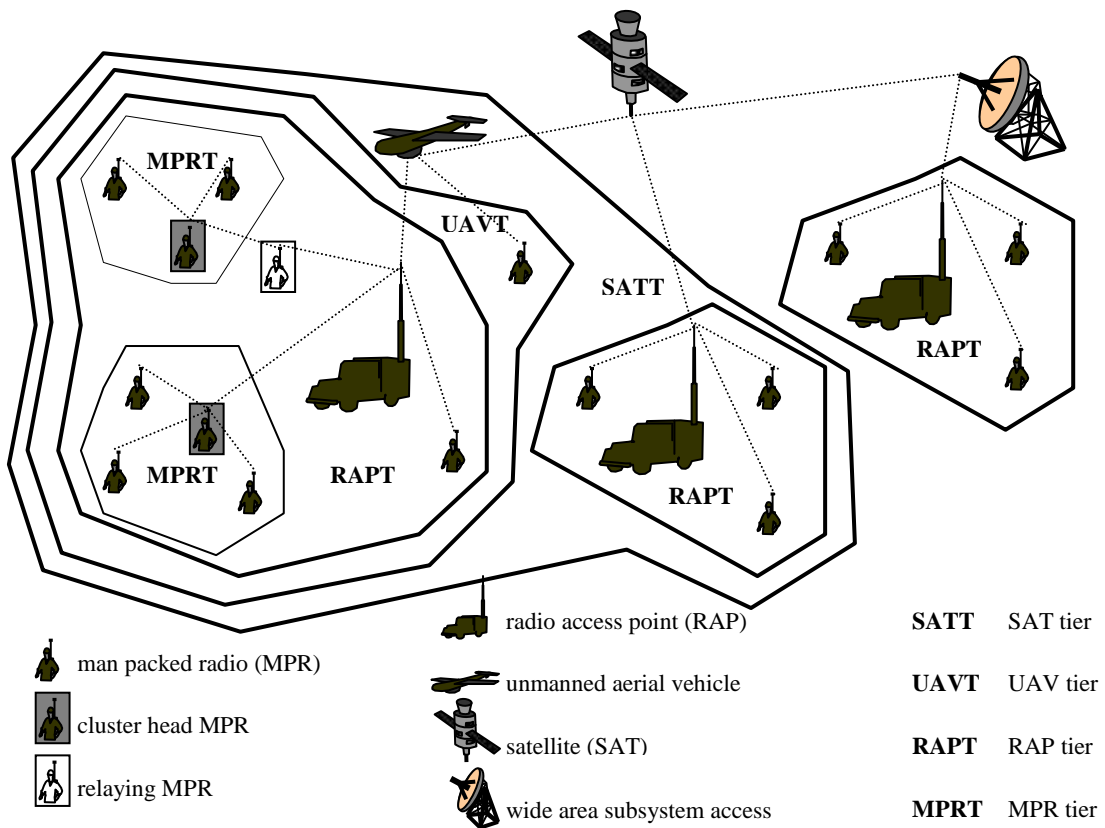 MPRT
UAVT
SATT
RAPT
MPRT
RAPT
RAPT
radio access point (RAP)
SATT SAT tier
man packed radio (MPR)
unmanned aerial vehicle
UAVT UAV tier
cluster head MPR
satellite (SAT)
RAPT RAP tier
relaying MPR
wide area subsystem access
MPRT MPR tier